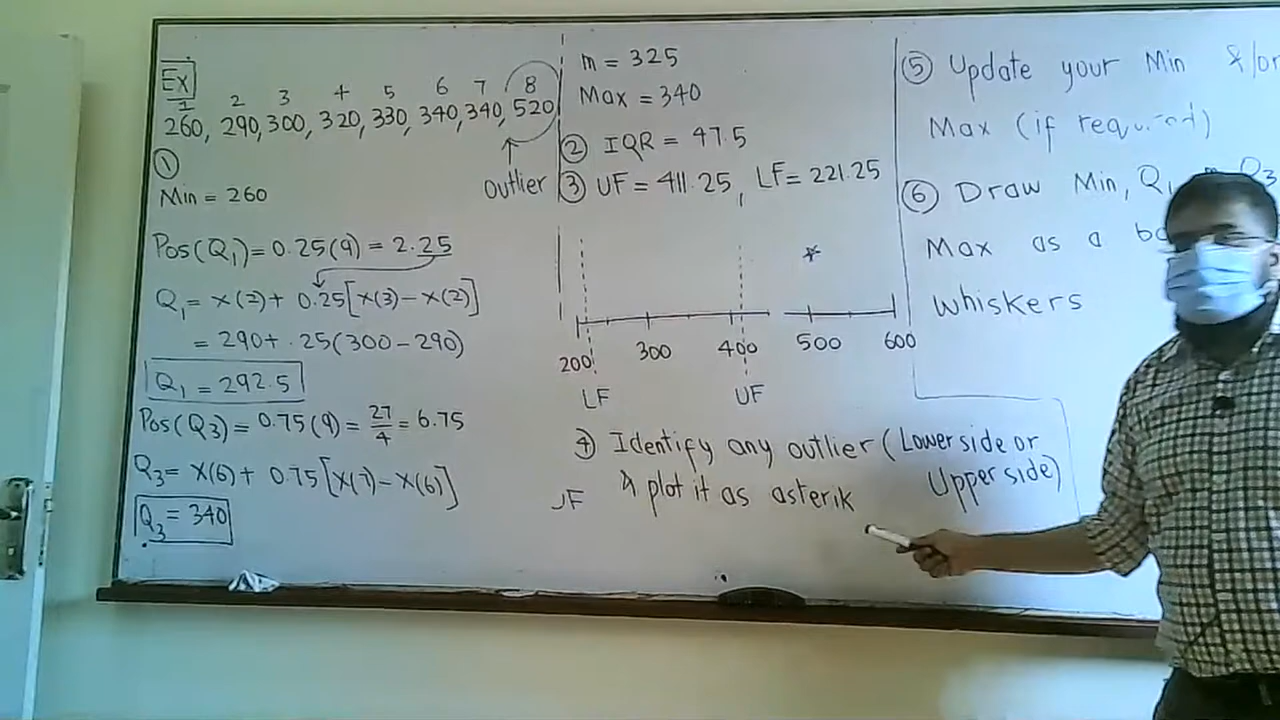 Ex
1 2 3 4 5 6 7 8
260, 290, 300, 320, 330, 340, 340, 520
Outlier
①
Min = 260
Pos(Q₁) = 0.25(9) = 2.25
Q₁ = X(2) + 0.25[X(3) - X(2)]
= 290 + .25(300 - 290)
Q₁ = 292.5
Pos(Q₃) = 0.75(9) = 27/4 = 6.75
Q₃ = X(6) + 0.75[X(7) - X(6)]
Q₃ = 340
m = 325
Max = 340
② IQR = 47.5
③ UF = 411.25, LF = 221.25
*
200 300 400 500 600
LF UF
④ Identify any outlier (Lower side or
Upper side)
& plot it as asterik
UF
⑤ Update your Min &/or
Max (if required)
⑥ Draw Min, Q₁, m, Q₃
Max as a
whiskers